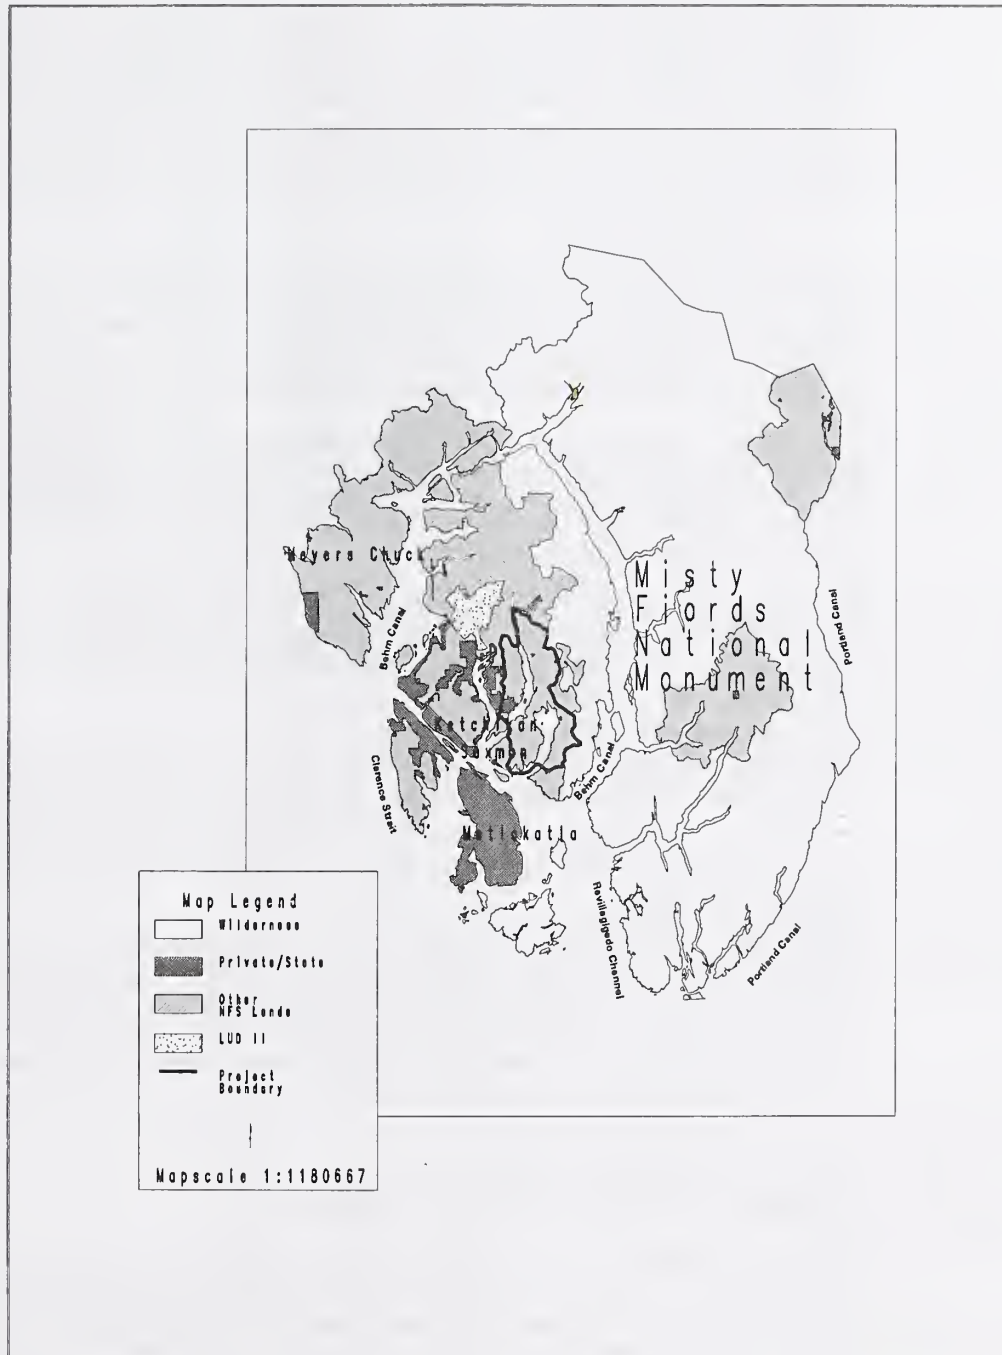 Meyers Chuck
Misty
Fiords
National
Monument
Behm Canal
Portland Canal
Ketchikan
Saxman
Clarence Strait
Behm Canal
Metlakatla
Revillagigedo Channel
Portland Canal
Map Legend
Wilderness
Private/State
Other
NFS Lands
LUD II
Project
Boundary
Mapscale 1:1180667